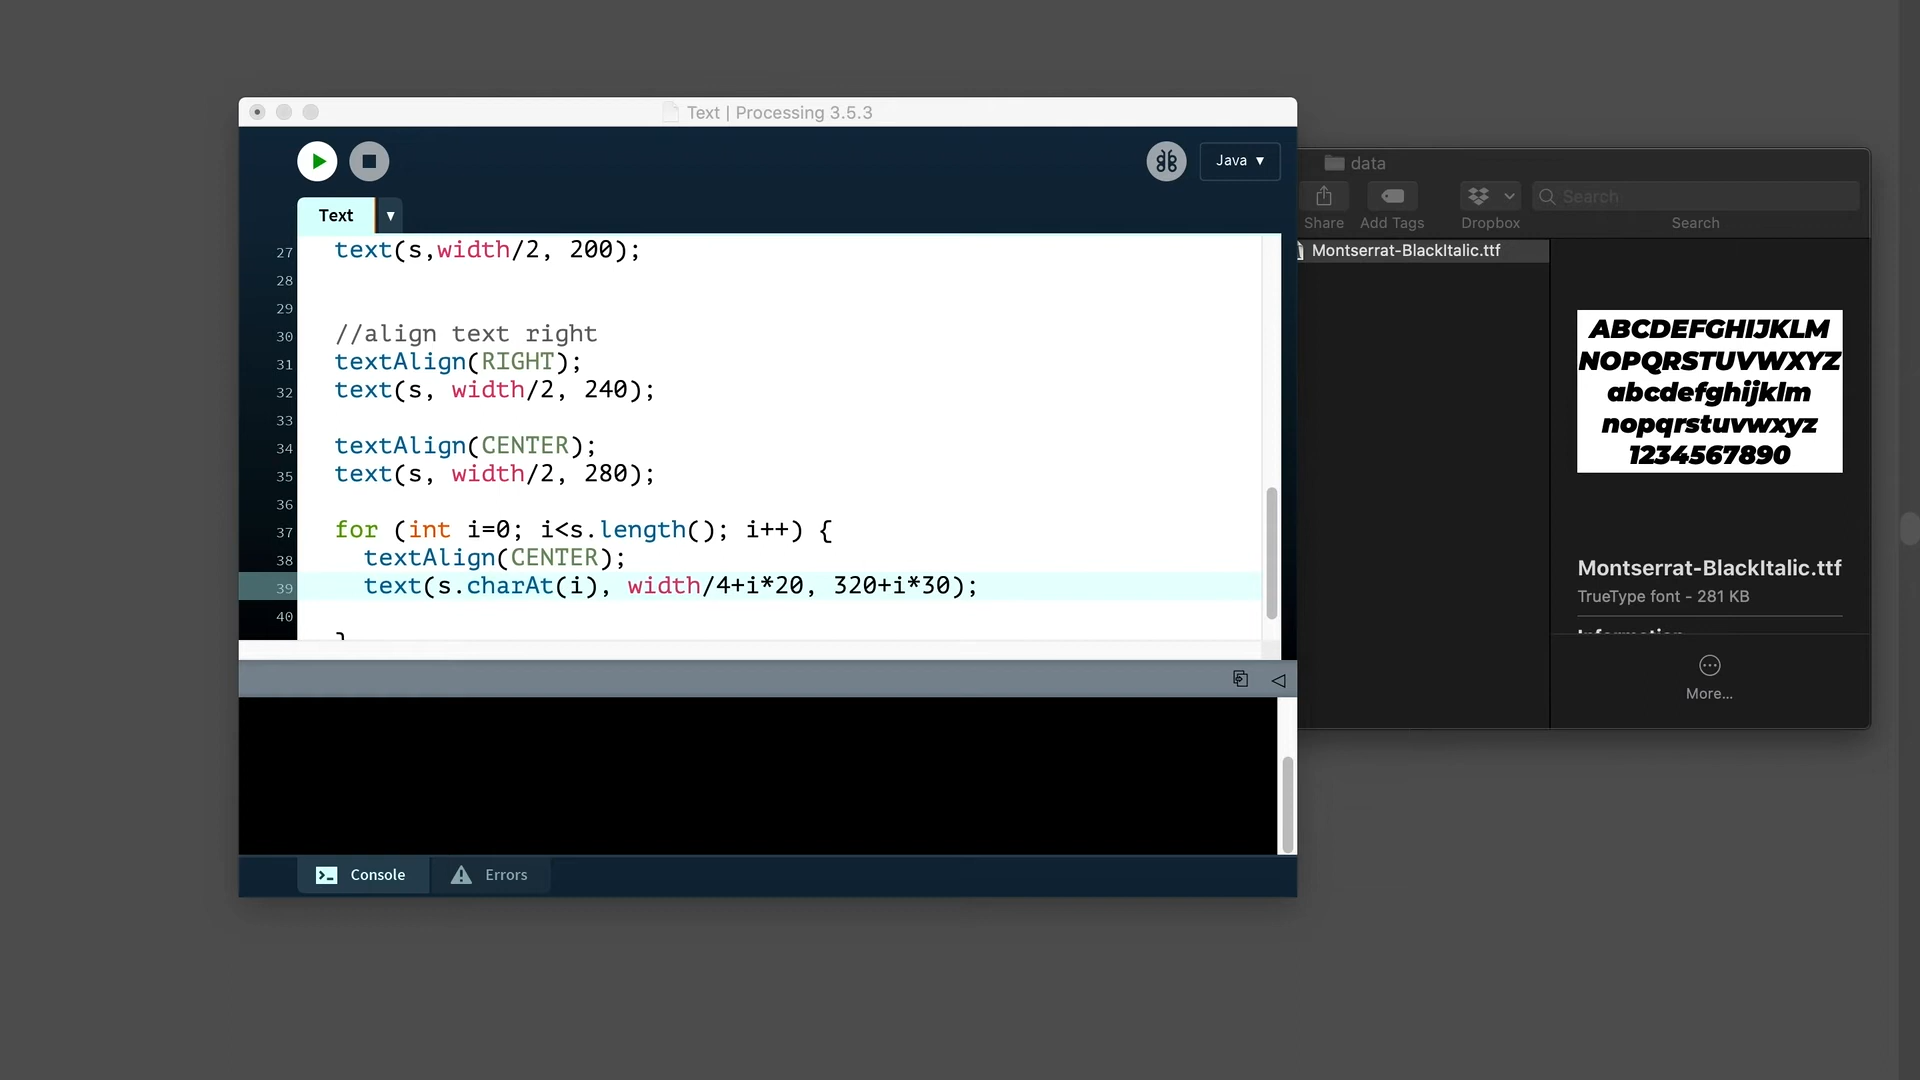 Text | Processing 3.5.3
Java ▼
Text ▼
27 text(s,width/2, 200);
28
29
30 //align text right
31 textAlign(RIGHT);
32 text(s, width/2, 240);
33
34 textAlign(CENTER);
35 text(s, width/2, 280);
36
37 for (int i=0; i<s.length(); i++) {
38 textAlign(CENTER);
39 text(s.charAt(i), width/4+i*20, 320+i*30);
40
}
Console
Errors
data
Search
Share
Add Tags
Dropbox
Search
Montserrat-BlackItalic.ttf
ABCDEFGHIJKLM
NOPQRSTUVWXYZ
abcdefghijklm
nopqrstuvwxyz
1234567890
Montserrat-BlackItalic.ttf
TrueType font - 281 KB
Information
More...